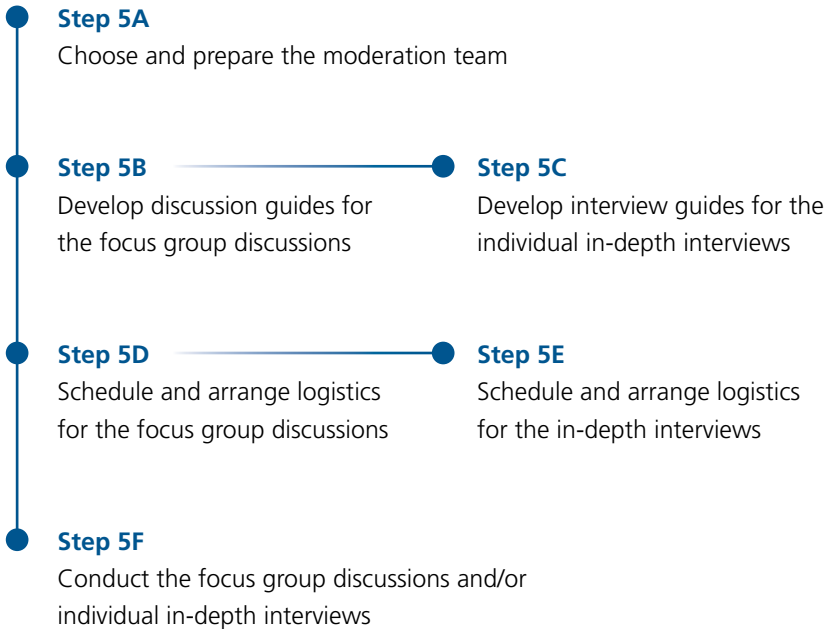 Step 5A
Choose and prepare the moderation team
Step 5B
Develop discussion guides for
the focus group discussions
Step 5C
Develop interview guides for the
individual in-depth interviews
Step 5D
Schedule and arrange logistics
for the focus group discussions
Step 5E
Schedule and arrange logistics
for the in-depth interviews
Step 5F
Conduct the focus group discussions and/or
individual in-depth interviews